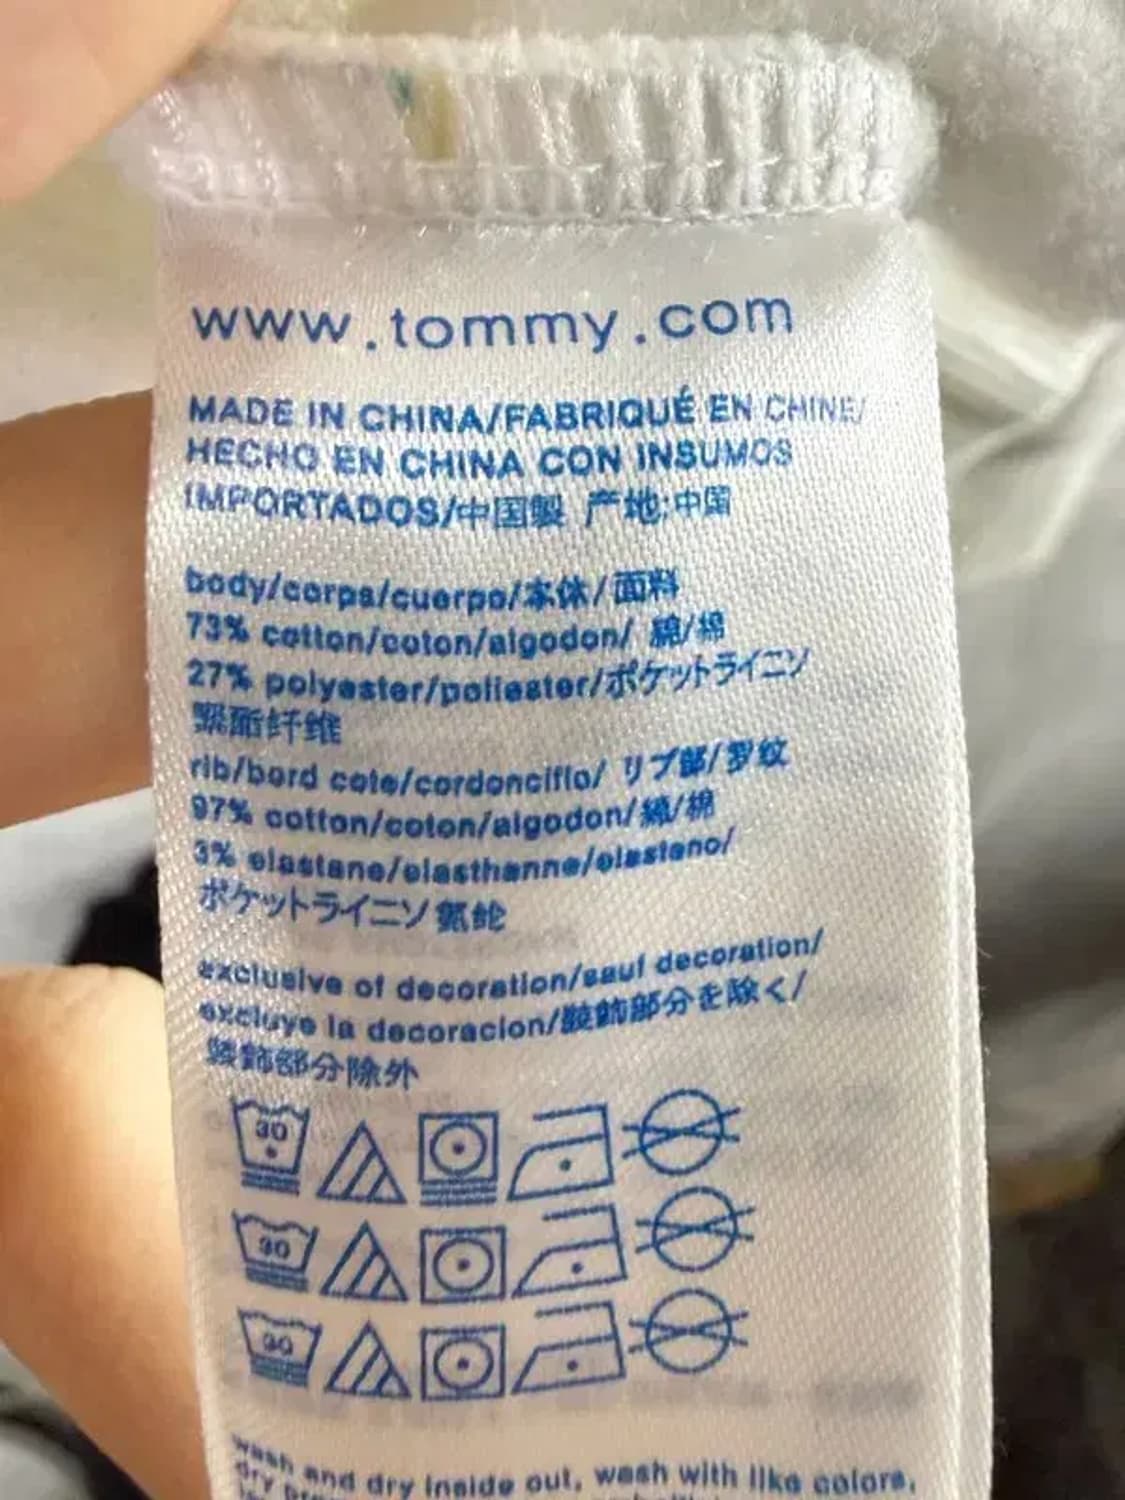 www.tommy.com
MADE IN CHINA/FABRIQUÉ EN CHINE/
HECHO EN CHINA CON INSUMOS
IMPORTADOS/中国製 产地:中国
body/corps/cuerpo/本体/面料
73% cotton/coton/algodon/ 綿/棉
27% polyester/poliester/ポケットライニソ
聚酯纤维
rib/bord cote/cordoncillo/ リブ部/罗纹
97% cotton/coton/algodon/綿/棉
3% elastane/elasthanne/elastano/
ポケットライニソ 氨纶
exclusive of decoration/sauf decoration/
excluye la decoracion/装飾部分を除く/
装飾部分除外
30
30
30
wash and dry inside out, wash with like colors,
dry